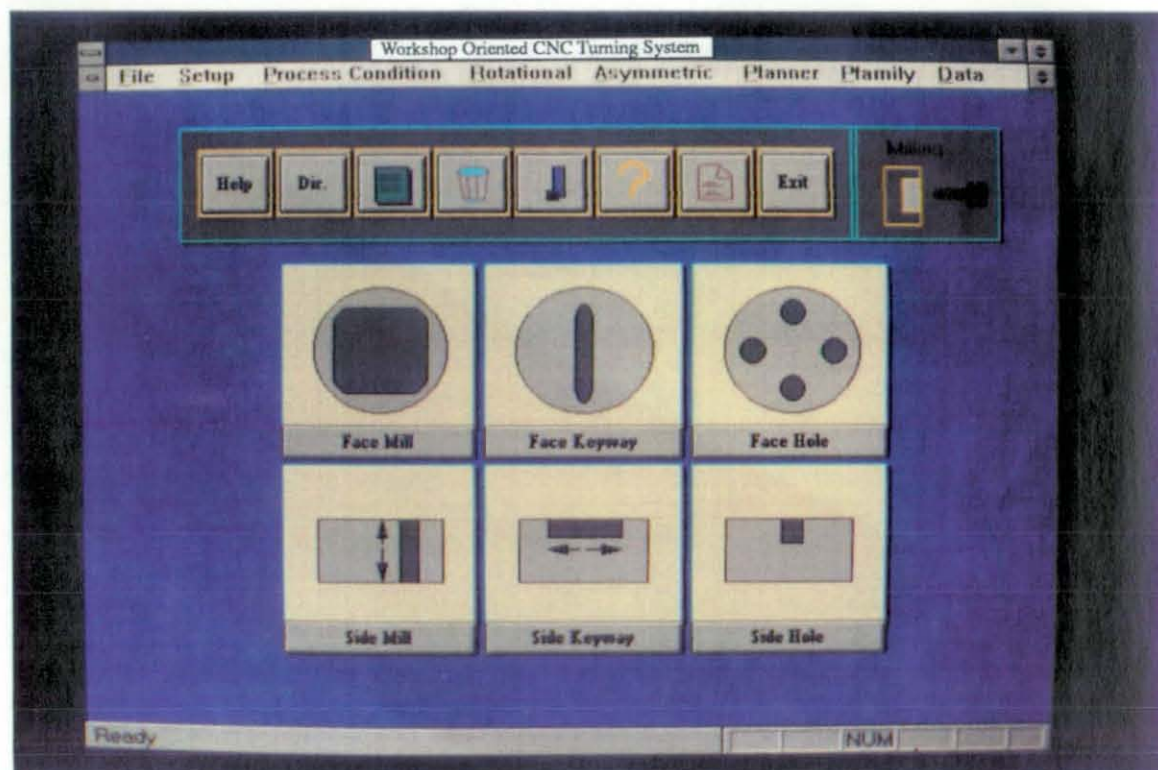 Workshop Oriented CNC Turning System
File Setup Process Condition Rotational Asymmetric Planner Pfamily Data
Help Dir. Exit
Milling
Face Mill Face Keyway Face Hole
Side Mill Side Keyway Side Hole
Ready NUM